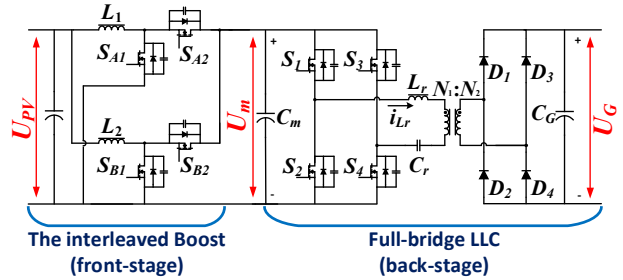 L1
SA1
SA2
UPV
L2
SB1
SB2
Um
+
-
Cm
S1
S3
Lr
N1:N2
iLr
Cr
S2
S4
D1
D3
D2
D4
CG
+
-
UG
The interleaved Boost
(front-stage)
Full-bridge LLC
(back-stage)